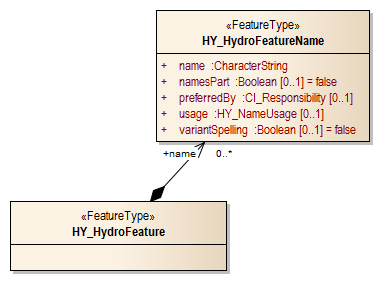 «FeatureType»
HY_HydroFeatureName
+ name :CharacterString
+ namesPart :Boolean [0..1] = false
+ preferredBy :CI_Responsibility [0..1]
+ usage :HY_NameUsage [0..1]
+ variantSpelling :Boolean [0..1] = false
+name 0..*
«FeatureType»
HY_HydroFeature